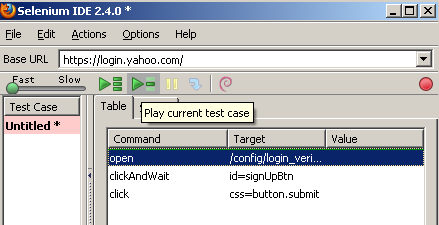 Selenium IDE 2.4.0 *
File Edit Actions Options Help
Base URL https://login.yahoo.com/
Fast Slow
Test Case Table
Play current test case
Untitled *
Command Target Value
open /config/login_veri...
clickAndWait id=signUpBtn
click css=button.submit